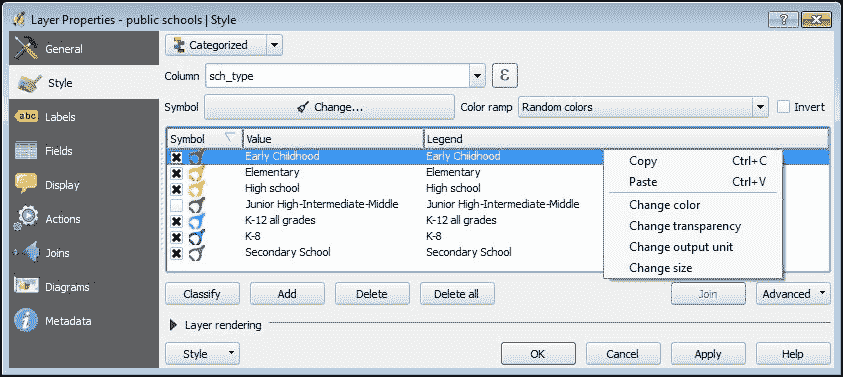 Layer Properties - public schools | Style
General
Style
Labels
Fields
Display
Actions
Joins
Diagrams
Metadata
Categorized
Column sch_type ε
Symbol Change... Color ramp Random colors Invert
Symbol Value Legend
Early Childhood Early Childhood
Elementary Elementary
High school High school
Junior High-Intermediate-Middle Junior High-Intermediate-Middle
K-12 all grades K-12 all grades
K-8 K-8
Secondary School Secondary School
Copy Ctrl+C
Paste Ctrl+V
Change color
Change transparency
Change output unit
Change size
Classify Add Delete Delete all Join Advanced
Layer rendering
Style OK Cancel Apply Help